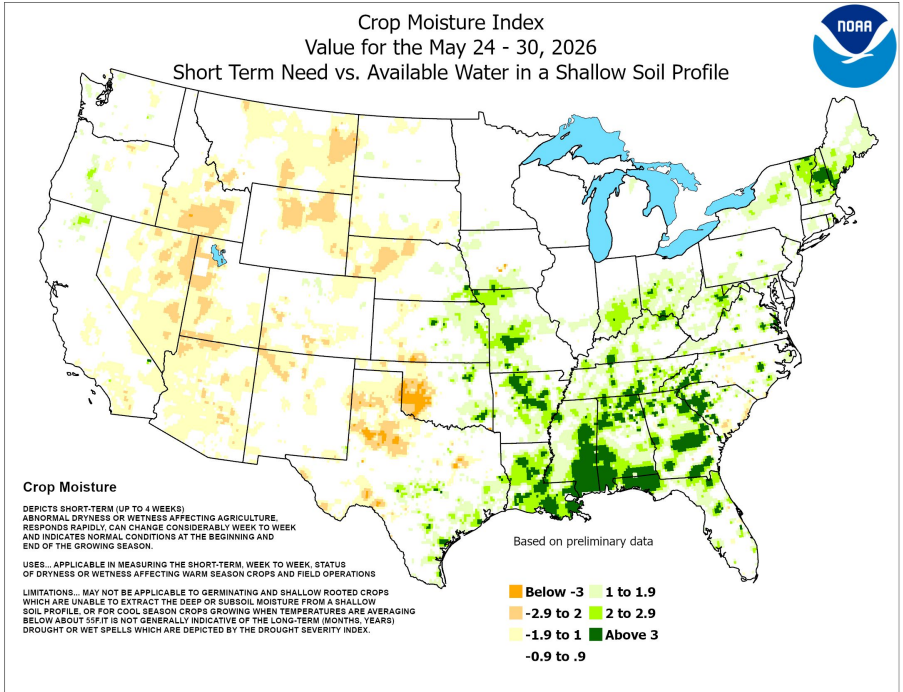 Crop Moisture Index
Value for the May 24 - 30, 2026
Short Term Need vs. Available Water in a Shallow Soil Profile
NOAA
Crop Moisture
DEPICTS SHORT-TERM (UP TO 4 WEEKS)
ABNORMAL DRYNESS OR WETNESS AFFECTING AGRICULTURE,
RESPONDS RAPIDLY, CAN CHANGE CONSIDERABLY WEEK TO WEEK
AND INDICATES NORMAL CONDITIONS AT THE BEGINNING AND
END OF THE GROWING SEASON.
USES... APPLICABLE IN MEASURING THE SHORT-TERM, WEEK TO WEEK, STATUS
OF DRYNESS OR WETNESS AFFECTING WARM SEASON CROPS AND FIELD OPERATIONS
LIMITATIONS... MAY NOT BE APPLICABLE TO GERMINATING AND SHALLOW ROOTED CROPS
WHICH ARE UNABLE TO EXTRACT THE DEEP OR SUBSOIL MOISTURE FROM A SHALLOW
SOIL PROFILE, OR FOR COOL SEASON CROPS GROWING WHEN TEMPERATURES ARE AVERAGING
BELOW ABOUT 55F.IT IS NOT GENERALLY INDICATIVE OF THE LONG-TERM (MONTHS, YEARS)
DROUGHT OR WET SPELLS WHICH ARE DEPICTED BY THE DROUGHT SEVERITY INDEX.
Based on preliminary data
Below -3
-2.9 to 2
-1.9 to 1
-0.9 to .9
1 to 1.9
2 to 2.9
Above 3